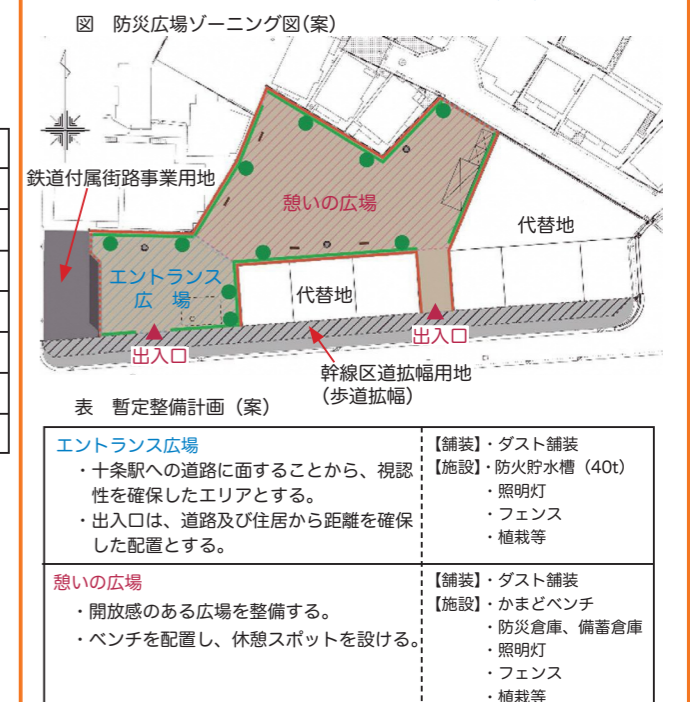 図　防災広場ゾーニング図(案)
鉄道付属街路事業用地
憩いの広場
代替地
エントランス
広　場
代替地
出入口
出入口
幹線区道拡幅用地
(歩道拡幅)
表　暫定整備計画（案）
エントランス広場
・十条駅への道路に面することから、視認
性を確保したエリアとする。
・出入口は、道路及び住居から距離を確保
した配置とする。
【舗装】・ダスト舗装
【施設】・防火貯水槽（40t）
・照明灯
・フェンス
・植栽等
憩いの広場
・開放感のある広場を整備する。
・ベンチを配置し、休憩スポットを設ける。
【舗装】・ダスト舗装
【施設】・かまどベンチ
・防災倉庫、備蓄倉庫
・照明灯
・フェンス
・植栽等